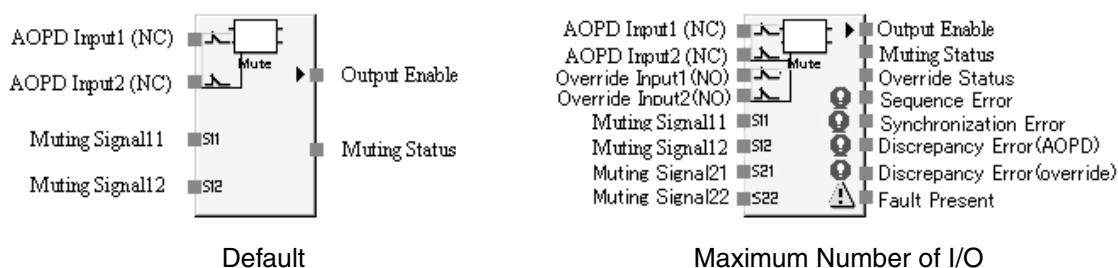 AOPD Input1 (NC)
Mute
AOPD Input2 (NC)
Output Enable
Muting Signal11
S11
Muting Status
Muting Signal12
S12
Default
AOPD Input1 (NC)
Output Enable
AOPD Input2 (NC)
Mute
Muting Status
Override Input1(NO)
Override Status
Override Input2(NO)
Sequence Error
Muting Signal11
S11
Synchronization Error
Muting Signal12
S12
Discrepancy Error(AOPD)
Muting Signal21
S21
Discrepancy Error(override)
Muting Signal22
S22
Fault Present
Maximum Number of I/O